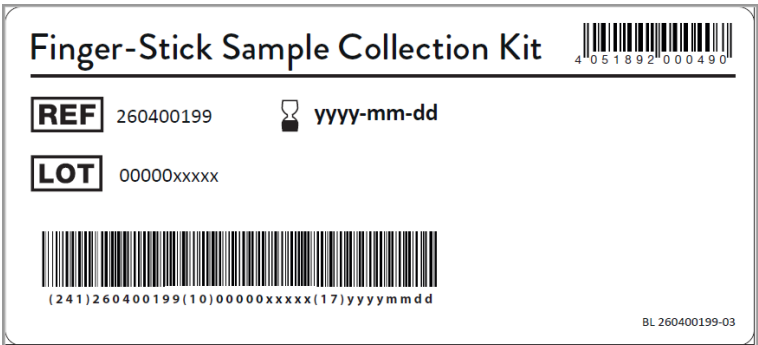 Finger-Stick Sample Collection Kit
4 051892 000490
REF 260400199 yyyy-mm-dd
LOT 00000xxxxx
(241)260400199(10)00000xxxxx(17)yyyymmdd
BL 260400199-03